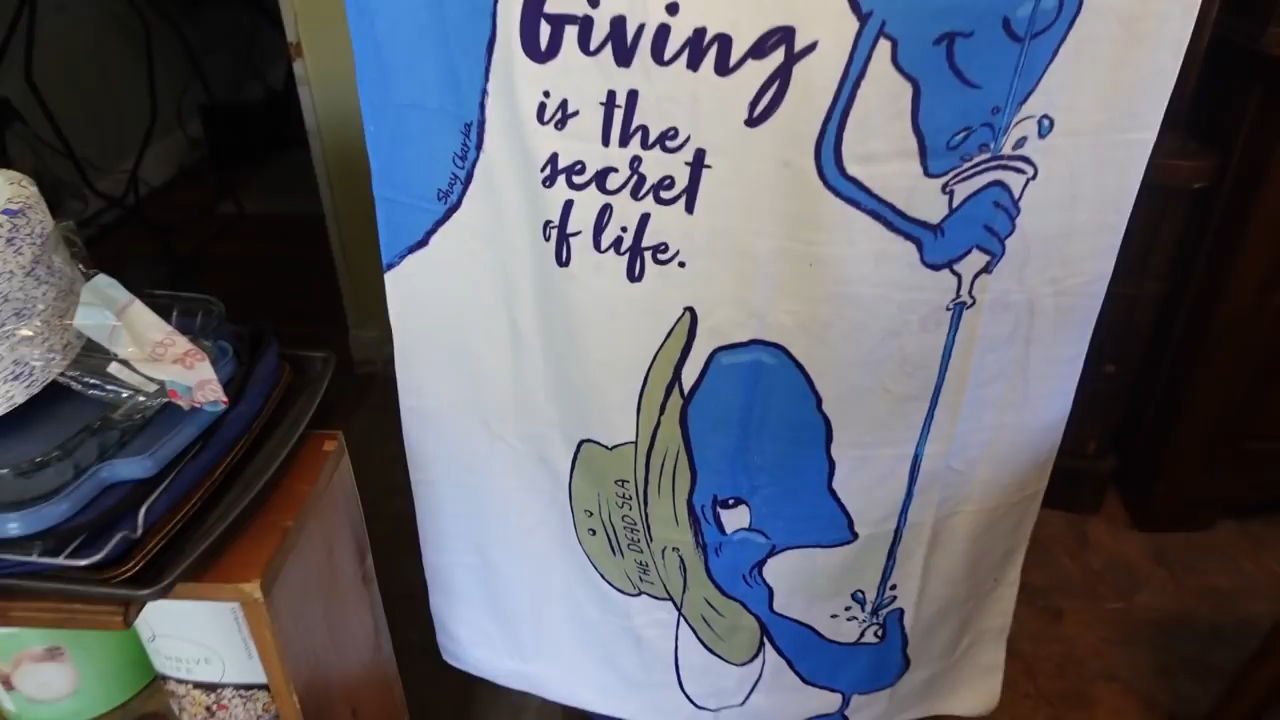 Giving
is the
secret
of life.
Shay Charka
THE DEAD SEA